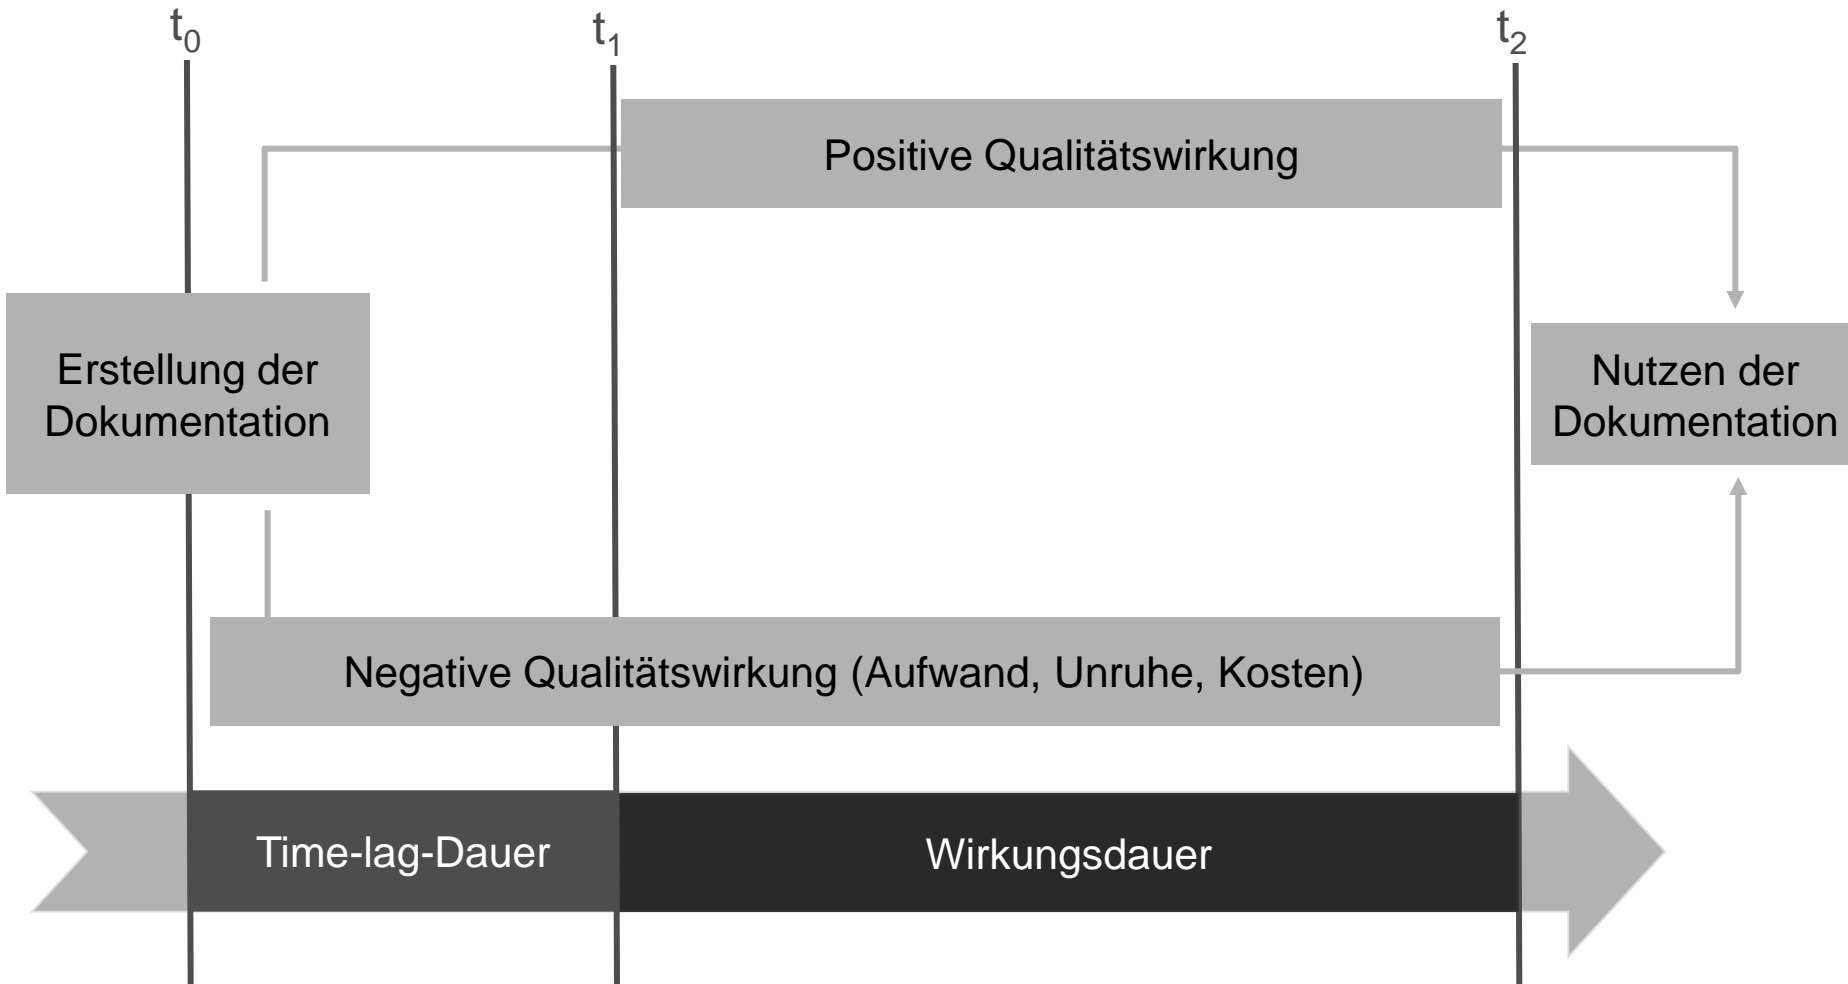 t₀
t₁
t₂
Positive Qualitätswirkung
Erstellung der
Dokumentation
Nutzen der
Dokumentation
Negative Qualitätswirkung (Aufwand, Unruhe, Kosten)
Time-lag-Dauer
Wirkungsdauer